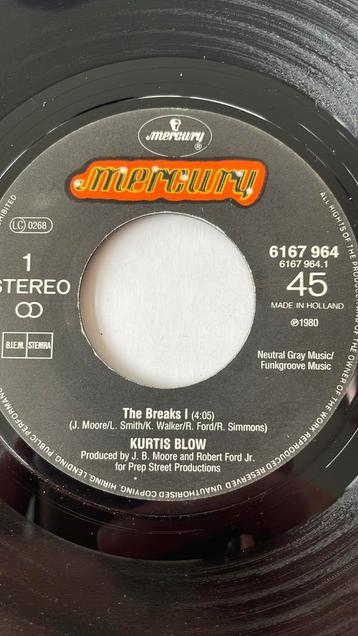 mercury ®
mercury
LC 0268
1
STEREO
B.I.E.M. STEMRA
6167 964
6167 964.1
45
MADE IN HOLLAND
℗1980
Neutral Gray Music/
Funkgroove Music
The Breaks I (4:05)
(J. Moore/L. Smith/K. Walker/R. Ford/R. Simmons)
KURTIS BLOW
Produced by J. B. Moore and Robert Ford Jr.
for Prep Street Productions
ALL RIGHTS OF THE PRODUCER AND OF THE OWNER OF THE WORK REPRODUCED RESERVED. UNAUTHORISED COPYING, HIRING, LENDING, PUBLIC PERFORMANCE